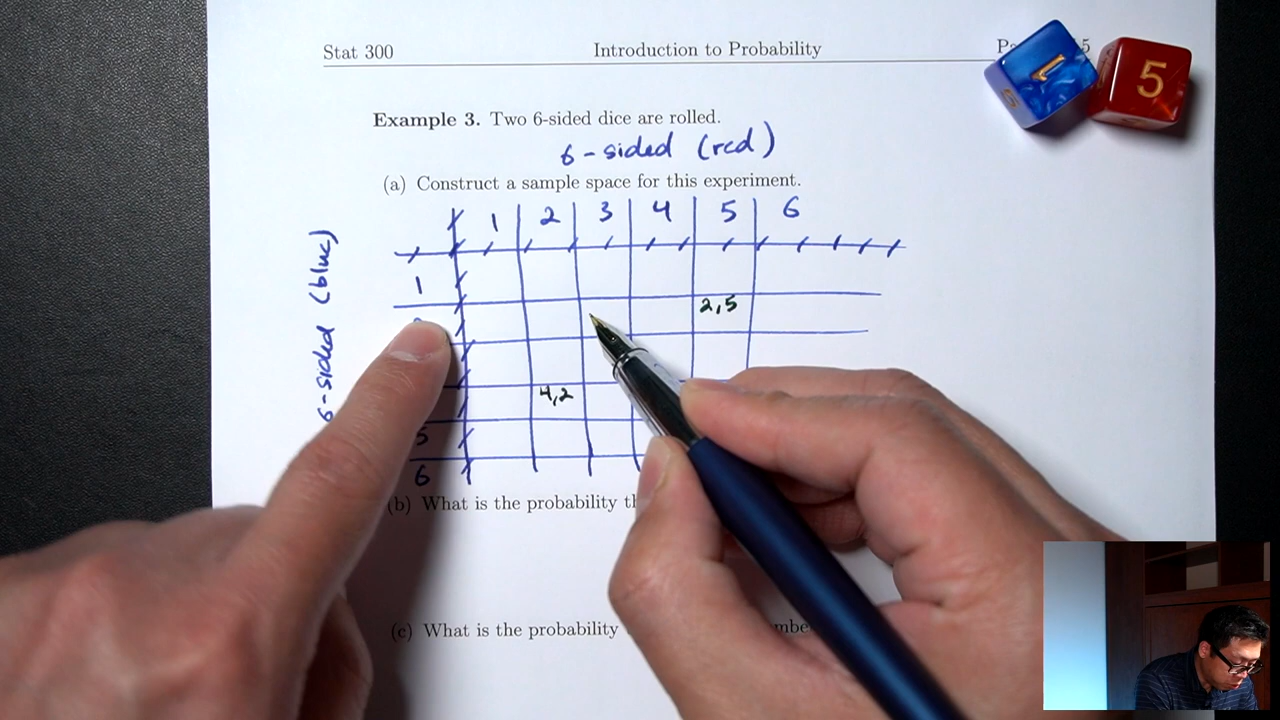 Stat 300 Introduction to Probability 5
1 5
Example 3. Two 6-sided dice are rolled.
6-sided (red)
(a) Construct a sample space for this experiment.
6-sided (blue)
1 2 3 4 5 6
1
2,5
4,2
5
6
(b) What is the probability
(c) What is the probability